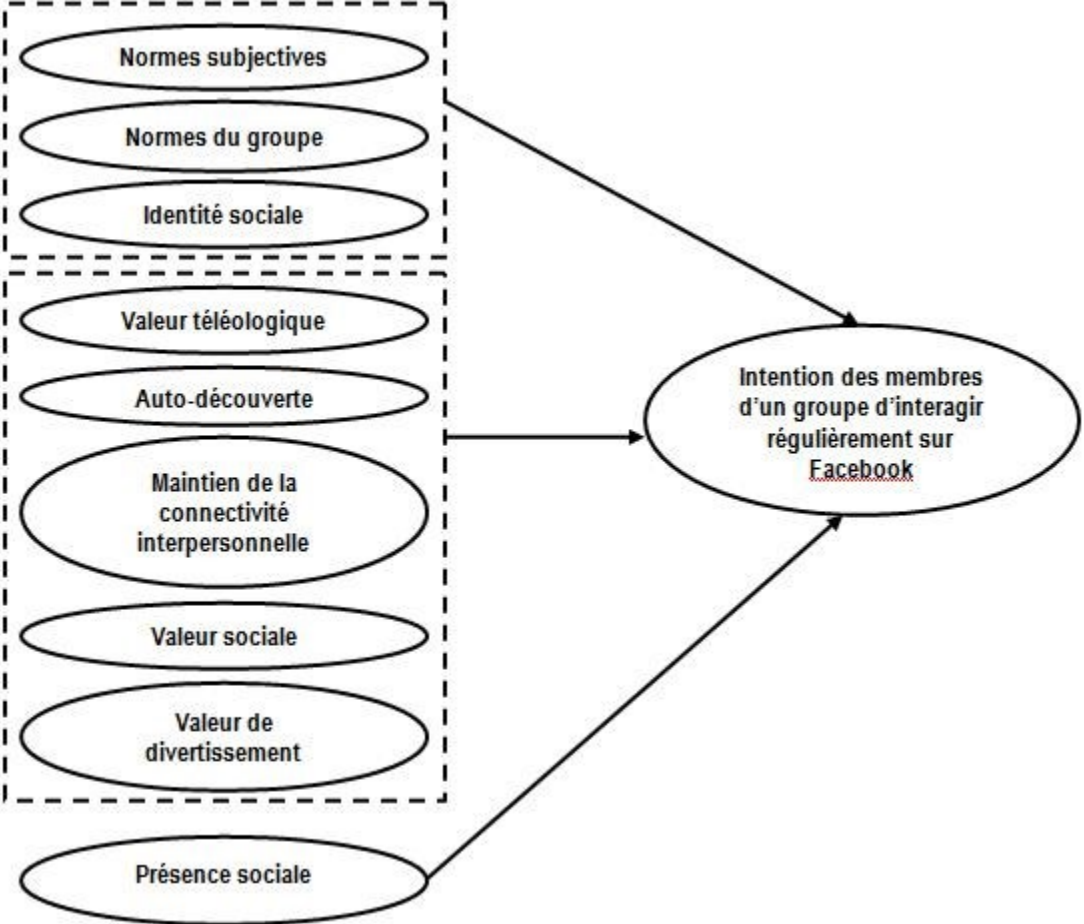 Normes subjectives
Normes du groupe
Identité sociale
Valeur téléologique
Auto-découverte
Maintien de la
connectivité
interpersonnelle
Valeur sociale
Valeur de
divertissement
Présence sociale
Intention des membres
d'un groupe d'interagir
régulièrement sur
Facebook